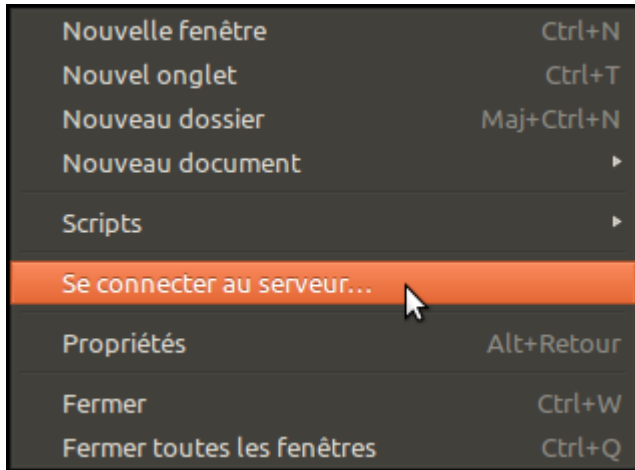 Nouvelle fenêtre Ctrl+N
Nouvel onglet Ctrl+T
Nouveau dossier Maj+Ctrl+N
Nouveau document
Scripts
Se connecter au serveur…
Propriétés Alt+Retour
Fermer Ctrl+W
Fermer toutes les fenêtres Ctrl+Q